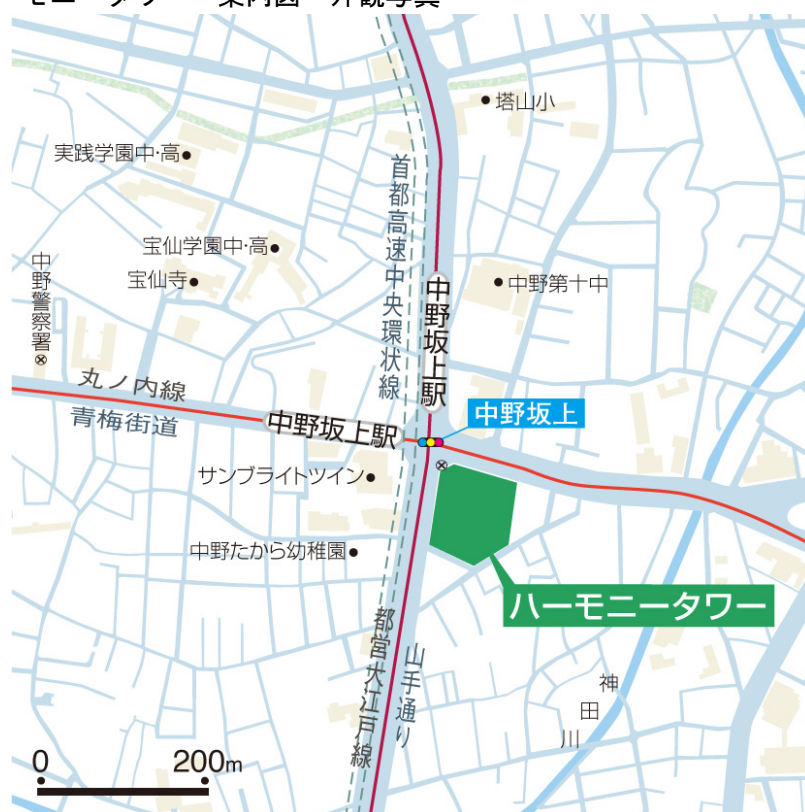 塔山小
実践学園中・高
首都高速中央環状線
宝仙学園中・高
宝仙寺
中野警察署
中野第十中
中野坂上駅
丸ノ内線
青梅街道
中野坂上駅
中野坂上
サンブライトツイン
中野たから幼稚園
ハーモニータワー
都営大江戸線
山手通り
神田川
0 200m